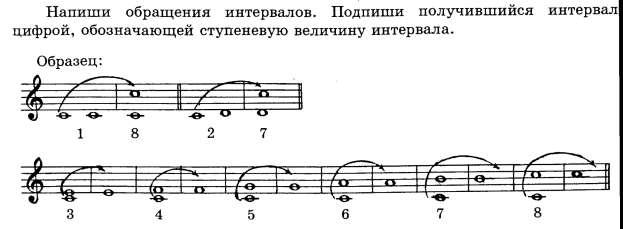 Напиши обращения интервалов. Подпиши получившийся интервал
цифрой, обозначающей ступеневую величину интервала.
Образец:
1 8 2 7
3 4 5 6 7 8